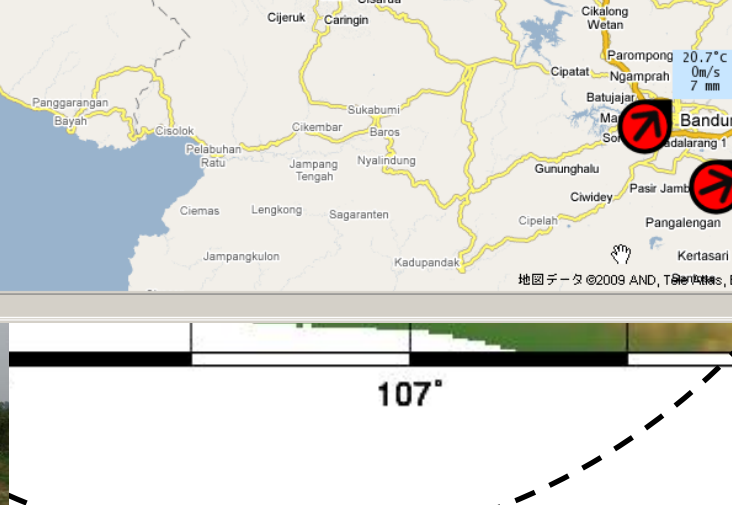 Cijeruk
Caringin
Cikalong
Wetan
Parompong
20.7°c
0m/s
7 mm
Cipatat
Ngamprah
Batujajar
Panggarangan
Bayah
Sukabumi
Cikembar
Baros
Cisolok
Pelabuhan
Ratu
Jampang
Tengah
Nyalindung
Gununghalu
Ciwidey
Pasir Jamb
Pangalengan
Ciemas
Lengkong
Sagaranten
Cipelah
Jampangkulon
Kadupandak
Kertasari
地図データ ©2009 AND, Tele Atlas,
107°